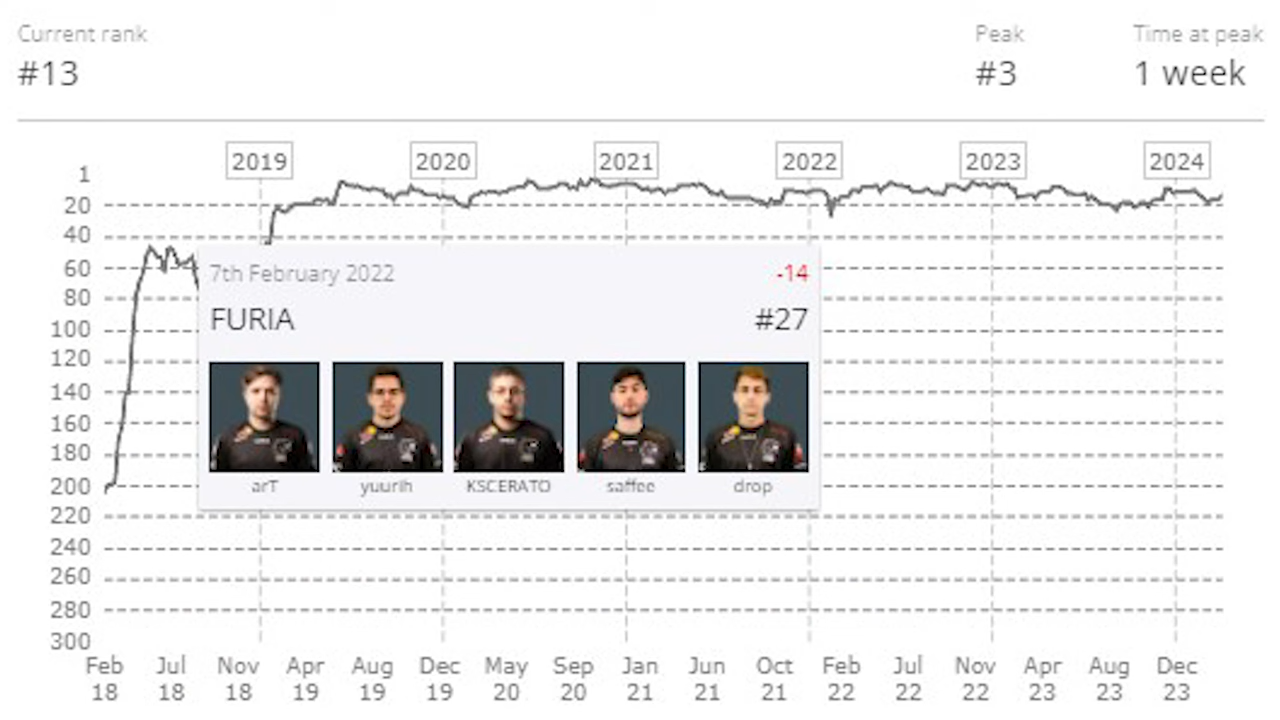 Current rank Peak Time at peak
#13 #3 1 week
2019 2020 2021 2022 2023 2024
1
20
40
60
80
100
120
140
160
180
200
220
240
260
280
300
7th February 2022 -14
FURIA #27
arT yuurih KSCERATO saffee drop
Feb Jul Nov Apr Aug Dec May Sep Jan Jun Oct Feb Jul Nov Apr Aug Dec
18 18 18 19 19 19 20 20 21 21 21 22 22 22 23 23 23